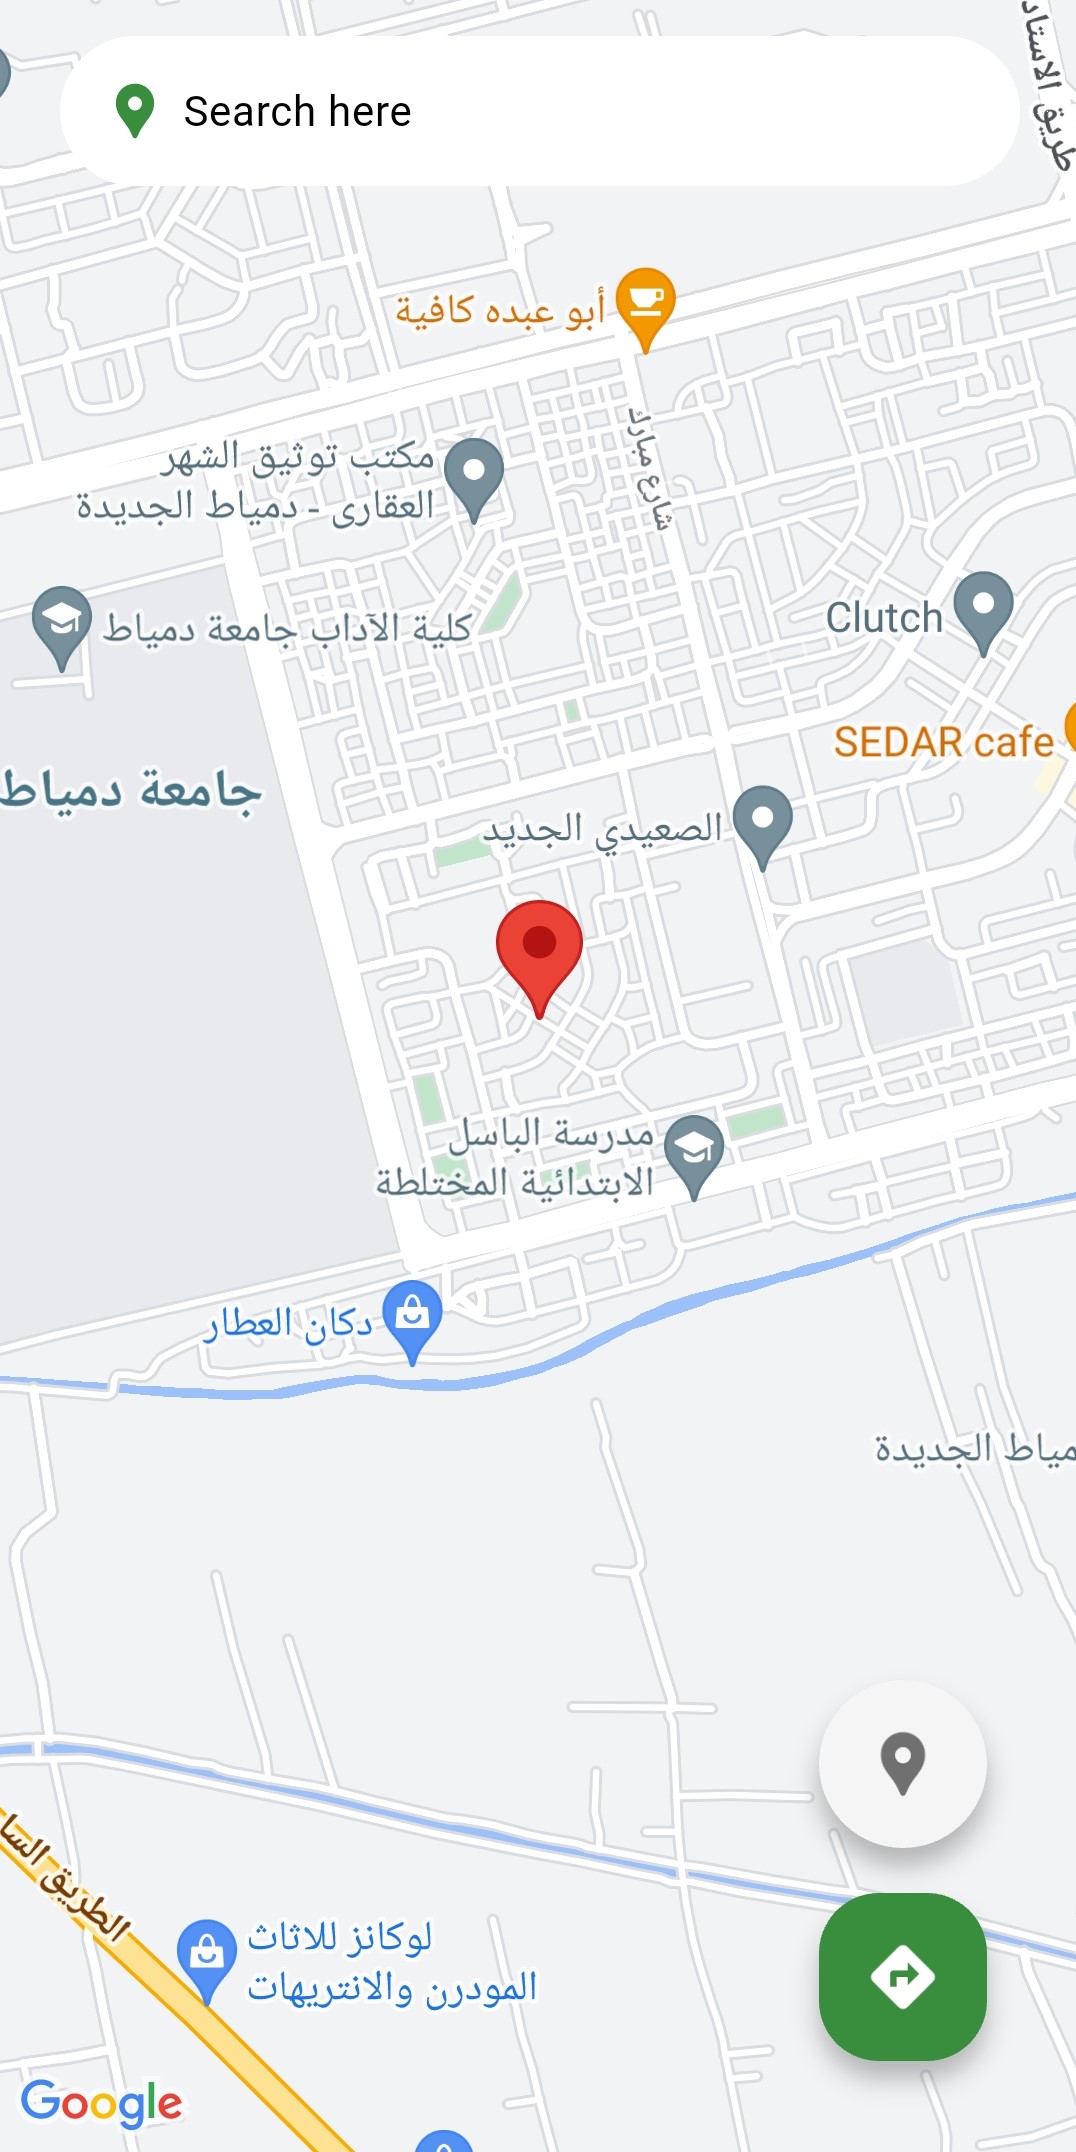 طريق الاستاد
Search here
أبو عبده كافية
شارع مبارك
مكتب توثيق الشهر
العقارى - دمياط الجديدة
كلية الآداب جامعة دمياط
Clutch
SEDAR cafe
جامعة دمياط
الصعيدي الجديد
مدرسة الباسل
الابتدائية المختلطة
دكان العطار
مياط الجديدة
الطريق السا
لوكانز للاثاث
المودرن والانتريهات
Google